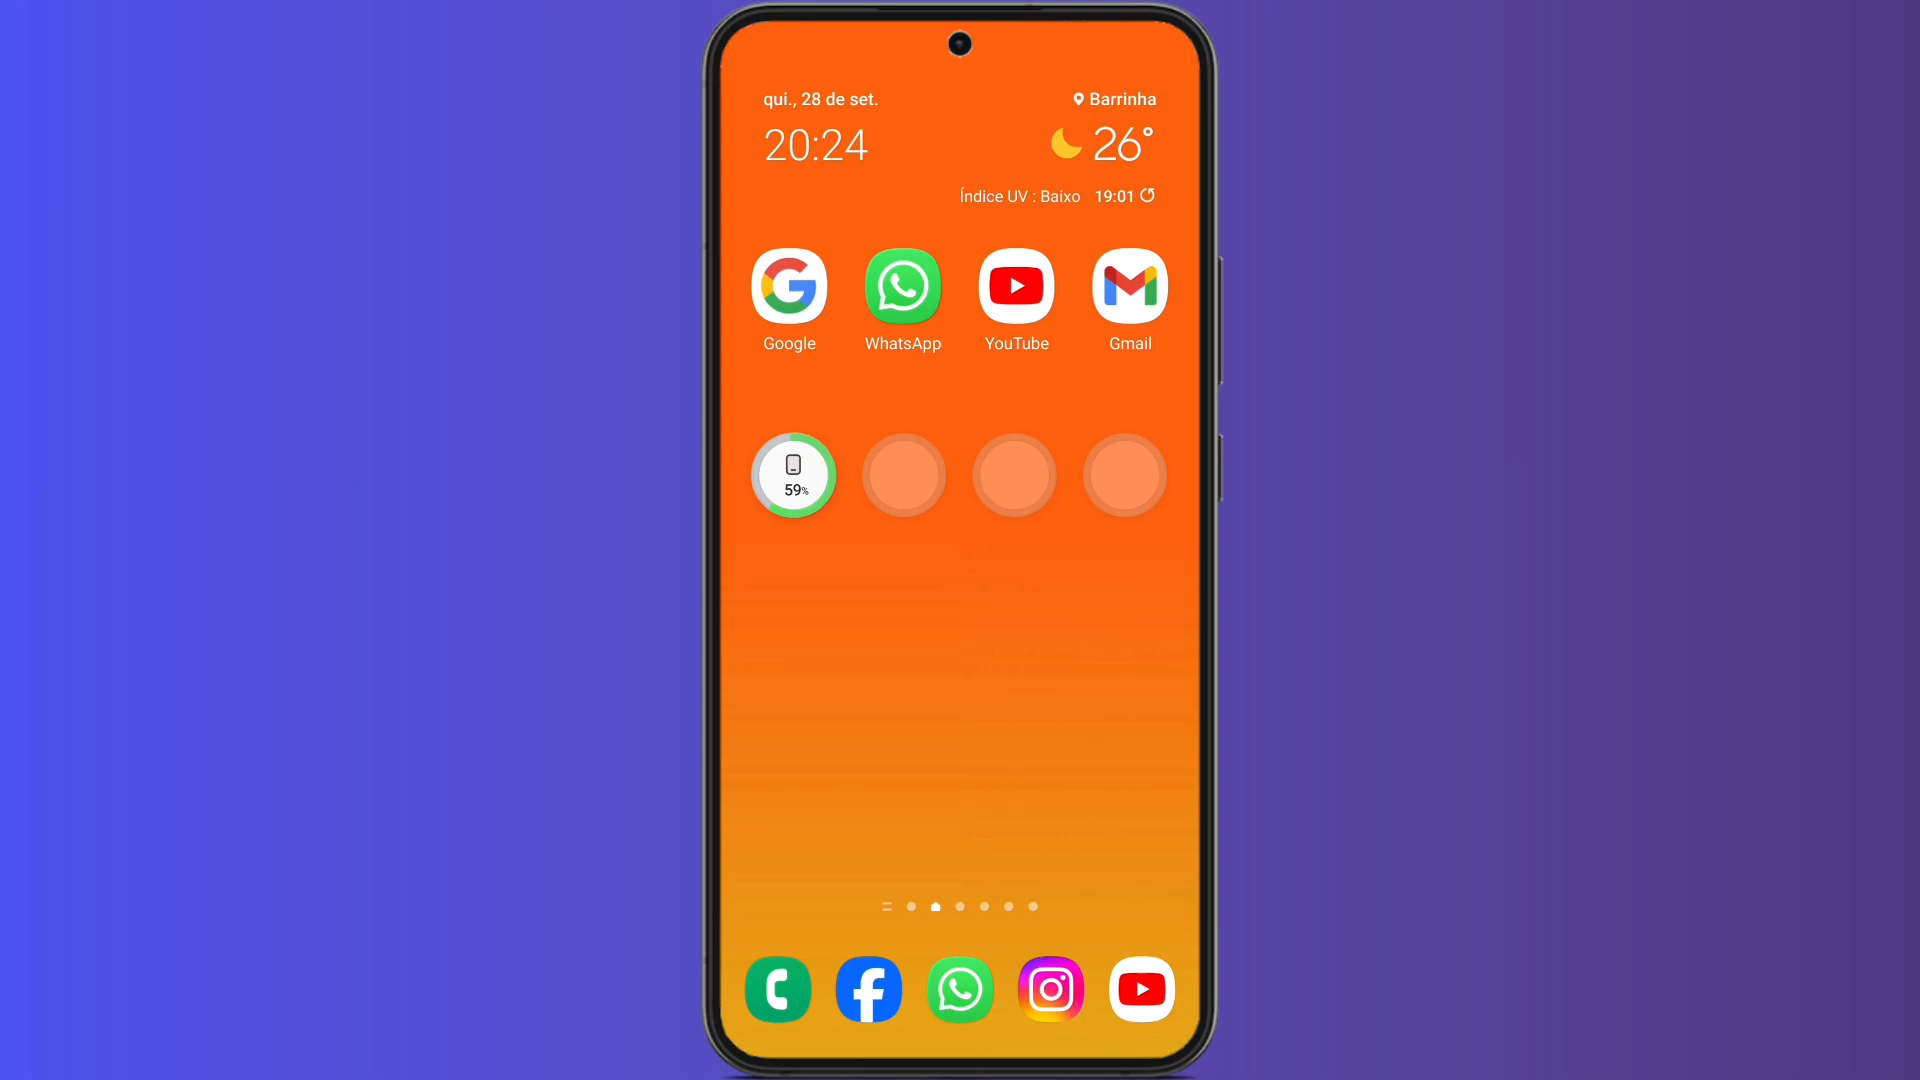 qui., 28 de set.
Barrinha
20:24
26°
Índice UV : Baixo 19:01
Google WhatsApp YouTube Gmail
59%